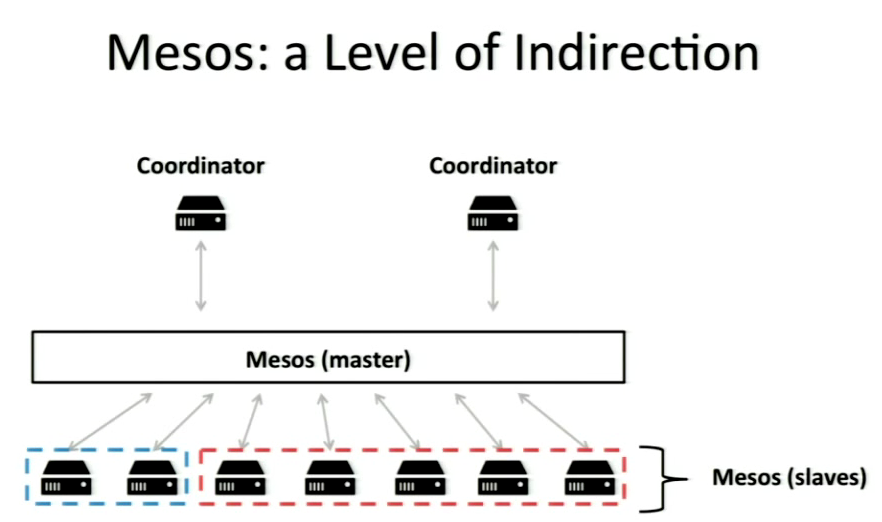 Mesos: a Level of Indirection
Coordinator
Coordinator
Mesos (master)
Mesos (slaves)